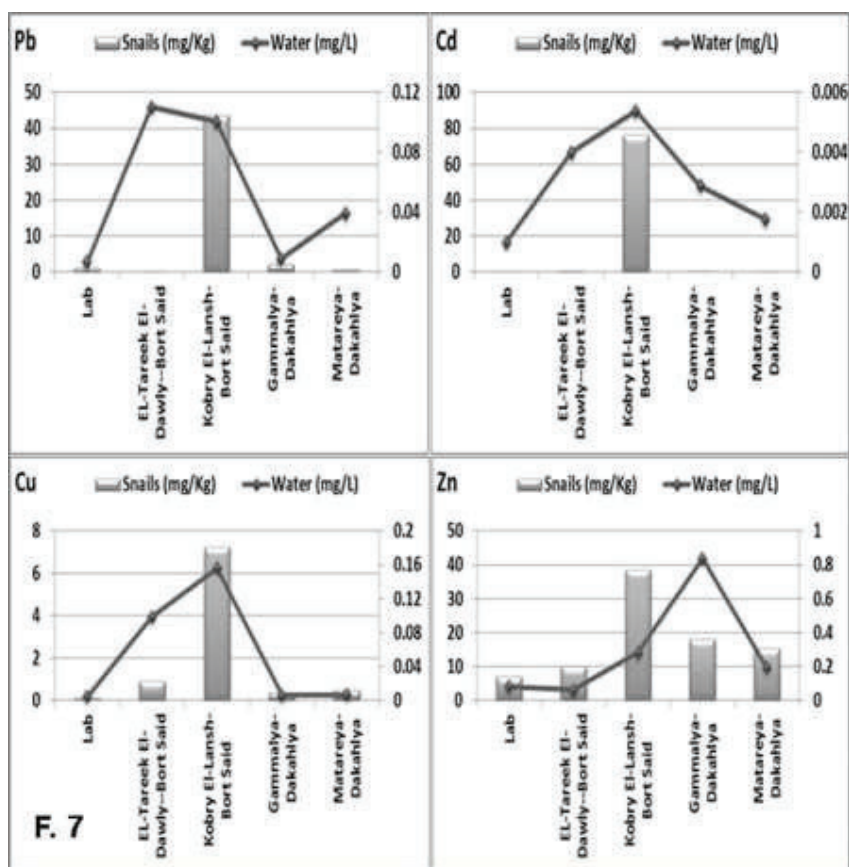 Pb
Snails (mg/Kg) Water (mg/L)
50 0.12
40
0.08
30
20
0.04
10
0 0
Lab
EL-Tareek El-
Dawly--Bort Said
Kobry El-Lansh-
Bort Said
Gammalya-
Dakahlya
Matareya-
Dakahlya
Cd
Snails (mg/Kg) Water (mg/L)
100 0.006
80
0.004
60
40
0.002
20
0 0
Lab
EL-Tareek El-
Dawly--Bort Said
Kobry El-Lansh-
Bort Said
Gammalya-
Dakahlya
Matareya-
Dakahlya
Cu
Snails (mg/Kg) Water (mg/L)
8 0.2
0.16
6
0.12
4
0.08
2
0.04
0 0
Lab
EL-Tareek El-
Dawly--Bort Said
Kobry El-Lansh-
Bort Said
Gammalya-
Dakahlya
Matareya-
Dakahlya
Zn
Snails (mg/Kg) Water (mg/L)
50 1
40 0.8
30 0.6
20 0.4
10 0.2
0 0
Lab
EL-Tareek El-
Dawly--Bort Said
Kobry El-Lansh-
Bort Said
Gammalya-
Dakahlya
Matareya-
Dakahlya
F. 7